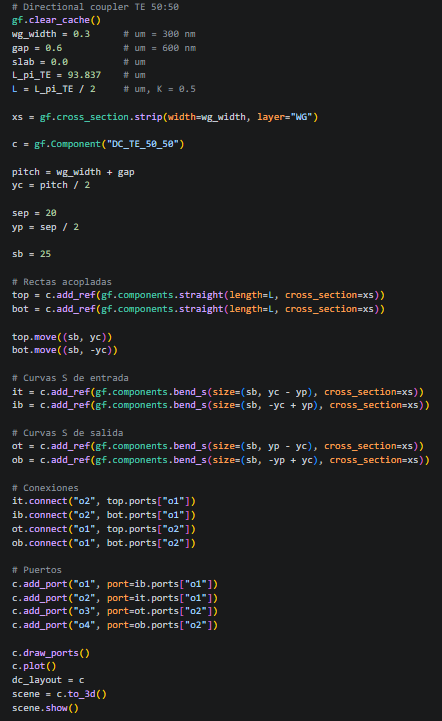 # Directional coupler TE 50:50
gf.clear_cache()
wg_width = 0.3      # um = 300 nm
gap = 0.6           # um = 600 nm
slab = 0.0          # um
L_pi_TE = 93.837    # um
L = L_pi_TE / 2     # um, K = 0.5
xs = gf.cross_section.strip(width=wg_width, layer="WG")
c = gf.Component("DC_TE_50_50")
pitch = wg_width + gap
yc = pitch / 2
sep = 20
yp = sep / 2
sb = 25
# Rectas acopladas
top = c.add_ref(gf.components.straight(length=L, cross_section=xs))
bot = c.add_ref(gf.components.straight(length=L, cross_section=xs))
top.move((sb, yc))
bot.move((sb, -yc))
# Curvas S de entrada
it = c.add_ref(gf.components.bend_s(size=(sb, yc - yp), cross_section=xs))
ib = c.add_ref(gf.components.bend_s(size=(sb, -yc + yp), cross_section=xs))
# Curvas S de salida
ot = c.add_ref(gf.components.bend_s(size=(sb, yp - yc), cross_section=xs))
ob = c.add_ref(gf.components.bend_s(size=(sb, -yp + yc), cross_section=xs))
# Conexiones
it.connect("o2", top.ports["o1"])
ib.connect("o2", bot.ports["o1"])
ot.connect("o1", top.ports["o2"])
ob.connect("o1", bot.ports["o2"])
# Puertos
c.add_port("o1", port=ib.ports["o1"])
c.add_port("o2", port=it.ports["o1"])
c.add_port("o3", port=ot.ports["o2"])
c.add_port("o4", port=ob.ports["o2"])
c.draw_ports()
c.plot()
dc_layout = c
scene = c.to_3d()
scene.show()